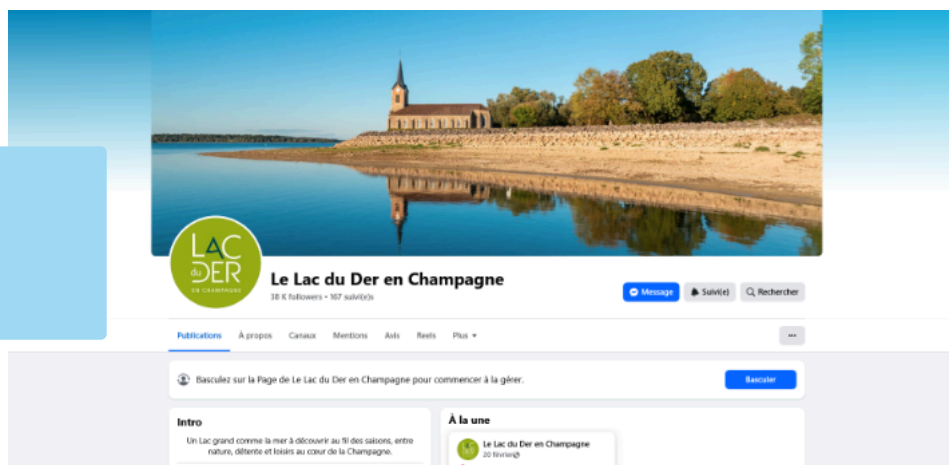 LAC
du
DER
EN CHAMPAGNE
Le Lac du Der en Champagne
38 K followers • 167 suivi(e)s
Message
Suivi(e)
Rechercher
Publications À propos Canaux Mentions Avis Reels Plus
Basculez sur la Page de Le Lac du Der en Champagne pour commencer à la gérer.
Basculer
Intro
Un Lac grand comme la mer à découvrir au fil des saisons, entre
nature, détente et loisirs au cœur de la Champagne.
À la une
Le Lac du Der en Champagne
20 février